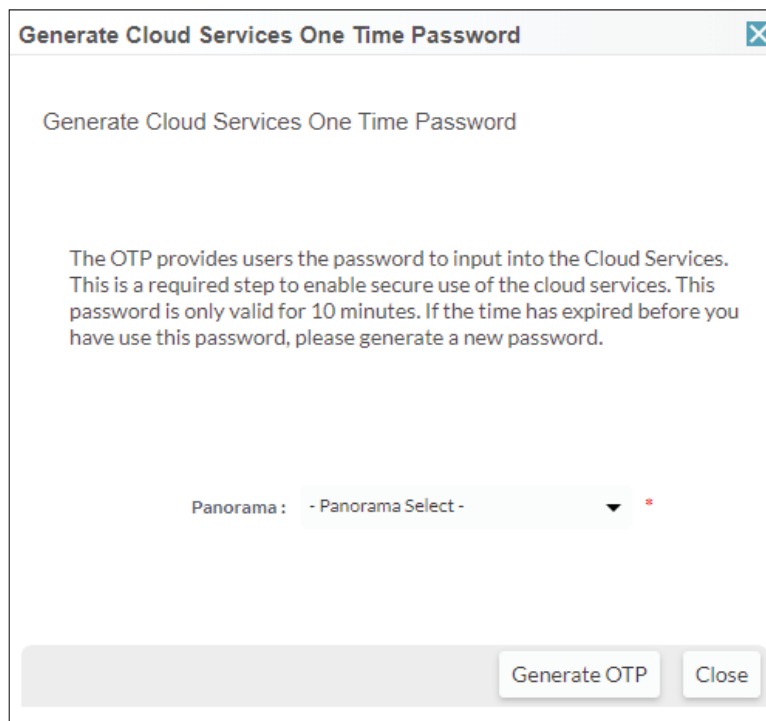 Generate Cloud Services One Time Password
Generate Cloud Services One Time Password
The OTP provides users the password to input into the Cloud Services.
This is a required step to enable secure use of the cloud services. This
password is only valid for 10 minutes. If the time has expired before you
have use this password, please generate a new password.
Panorama : - Panorama Select - *
Generate OTP Close